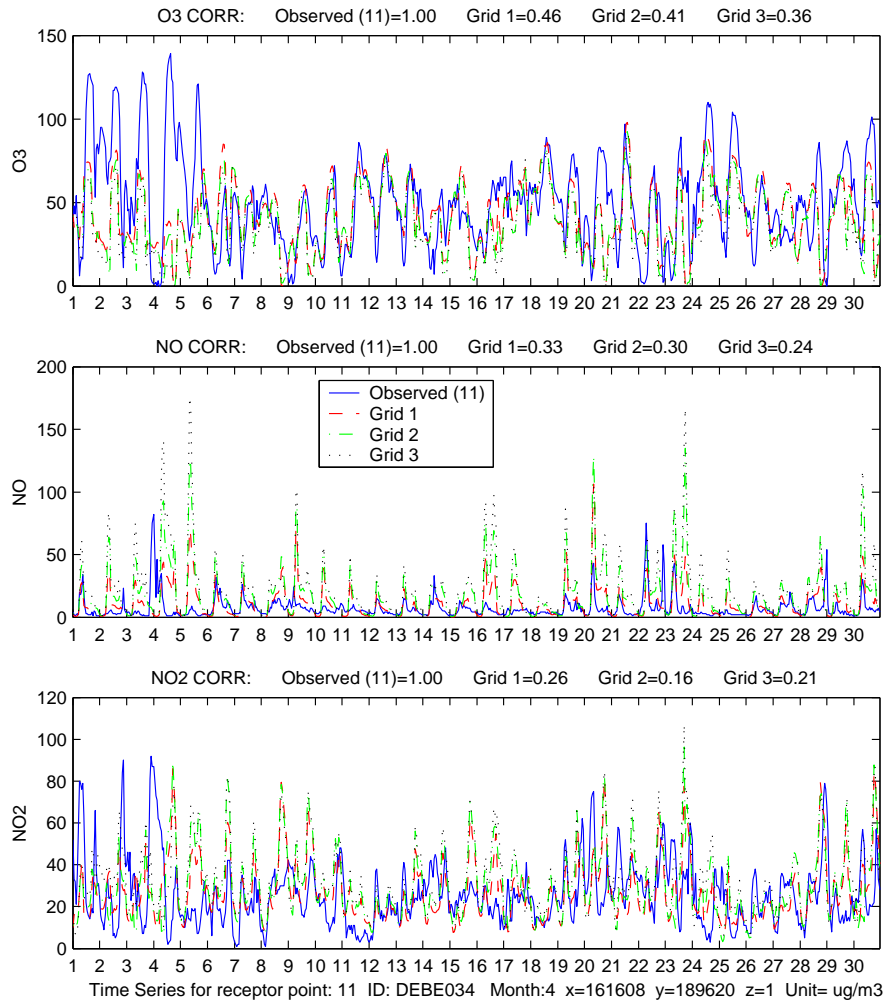 O3 CORR: Observed (11)=1.00 Grid 1=0.46 Grid 2=0.41 Grid 3=0.36
150
100
50
0
O3
1 2 3 4 5 6 7 8 9 10 11 12 13 14 15 16 17 18 19 20 21 22 23 24 25 26 27 28 29 30
NO CORR: Observed (11)=1.00 Grid 1=0.33 Grid 2=0.30 Grid 3=0.24
200
150
100
50
0
NO
Observed (11)
Grid 1
Grid 2
Grid 3
1 2 3 4 5 6 7 8 9 10 11 12 13 14 15 16 17 18 19 20 21 22 23 24 25 26 27 28 29 30
NO2 CORR: Observed (11)=1.00 Grid 1=0.26 Grid 2=0.16 Grid 3=0.21
120
100
80
60
40
20
0
NO2
1 2 3 4 5 6 7 8 9 10 11 12 13 14 15 16 17 18 19 20 21 22 23 24 25 26 27 28 29 30
Time Series for receptor point: 11 ID: DEBE034 Month:4 x=161608 y=189620 z=1 Unit= ug/m3